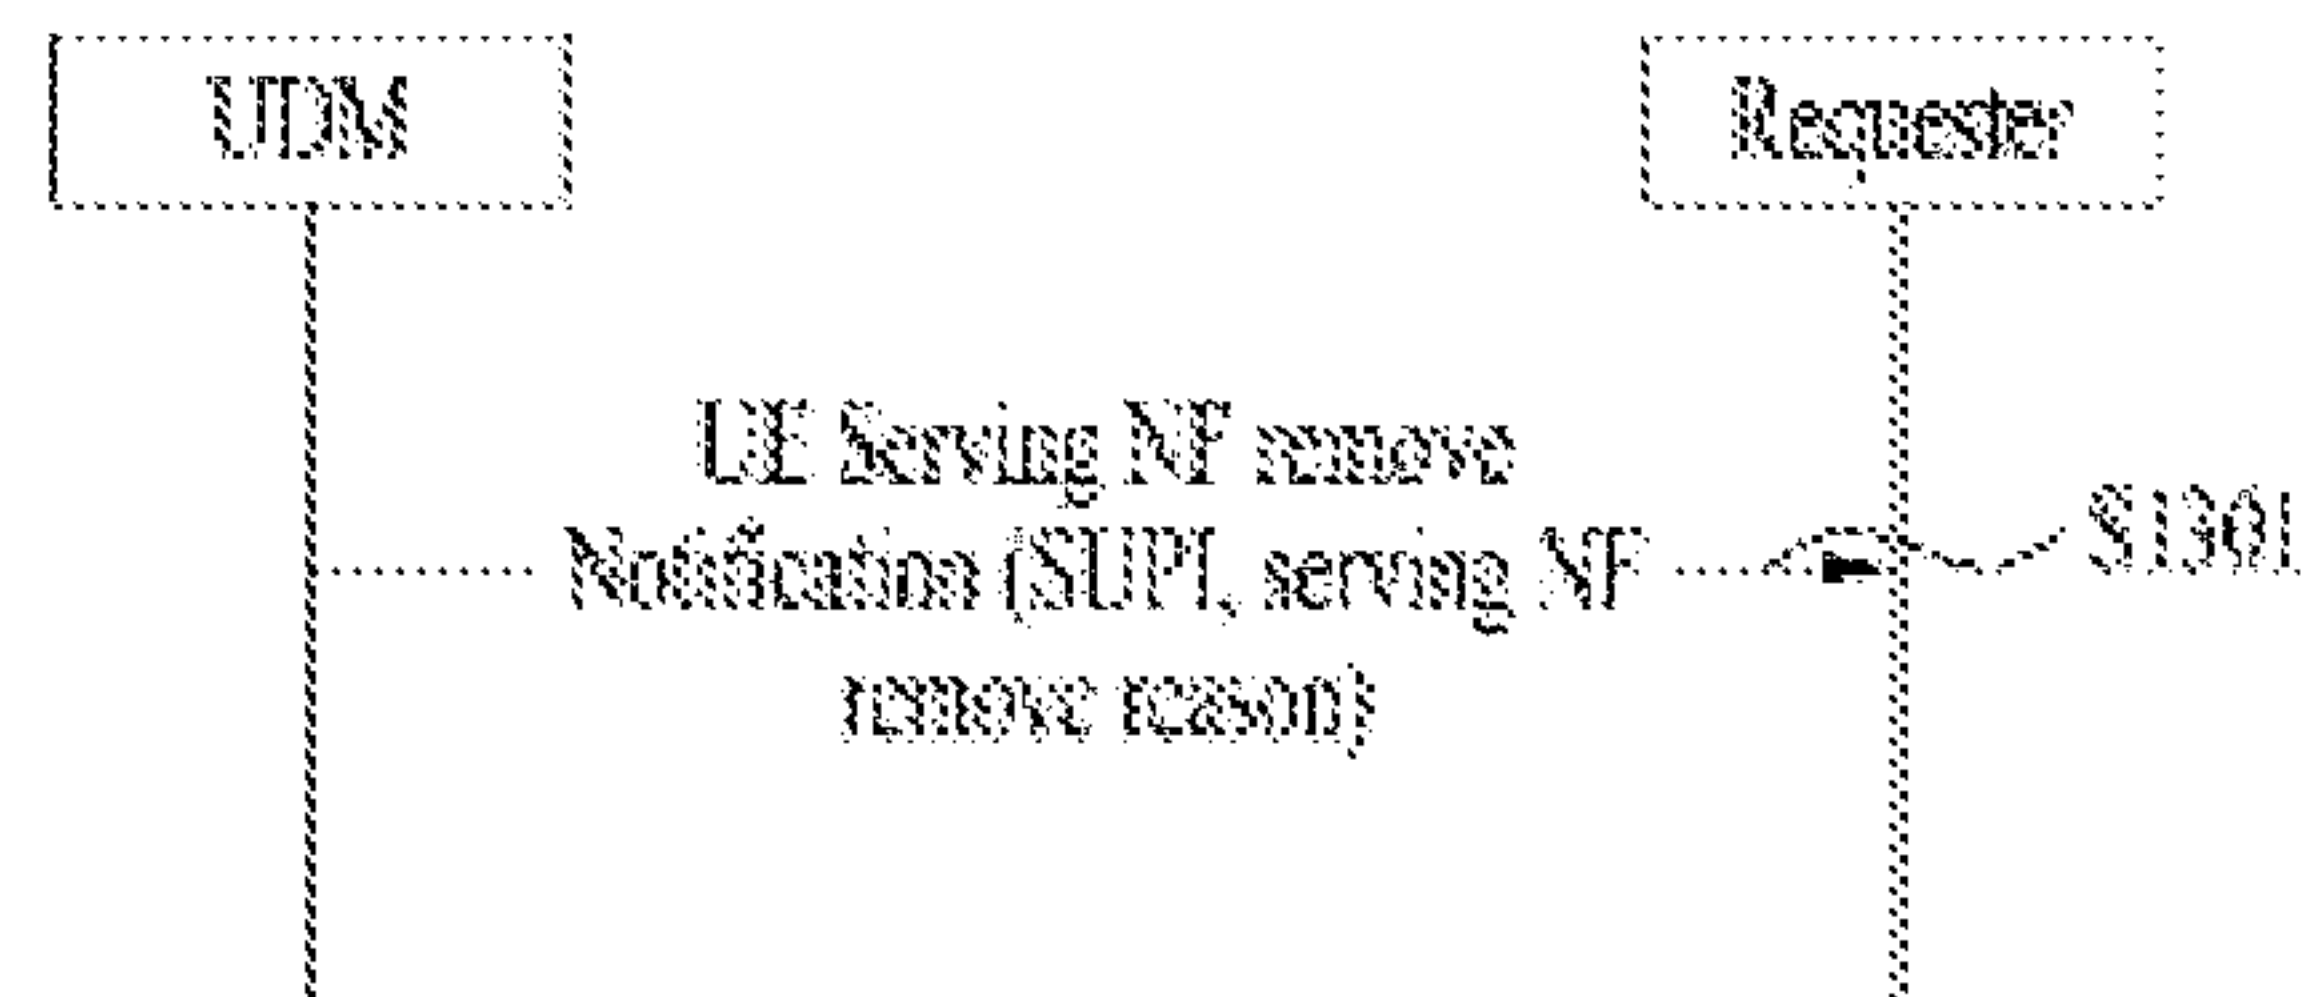 UDM
Requester
UE Serving NF remove
Notification (SUPI, serving NF
remove reason)
S1301